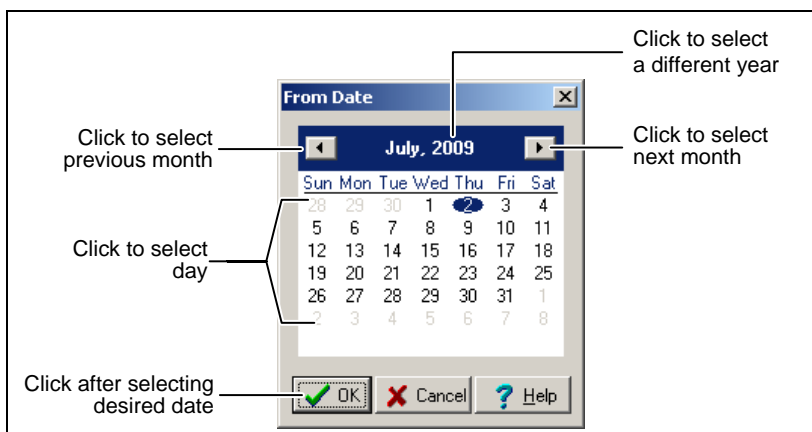 Click to select
a different year
From Date
Click to select
previous month
July, 2009
Click to select
next month
Sun Mon Tue Wed Thu Fri Sat
28 29 30 1 2 3 4
5 6 7 8 9 10 11
Click to select
day
12 13 14 15 16 17 18
19 20 21 22 23 24 25
26 27 28 29 30 31 1
2 3 4 5 6 7 8
Click after selecting
desired date
OK Cancel Help